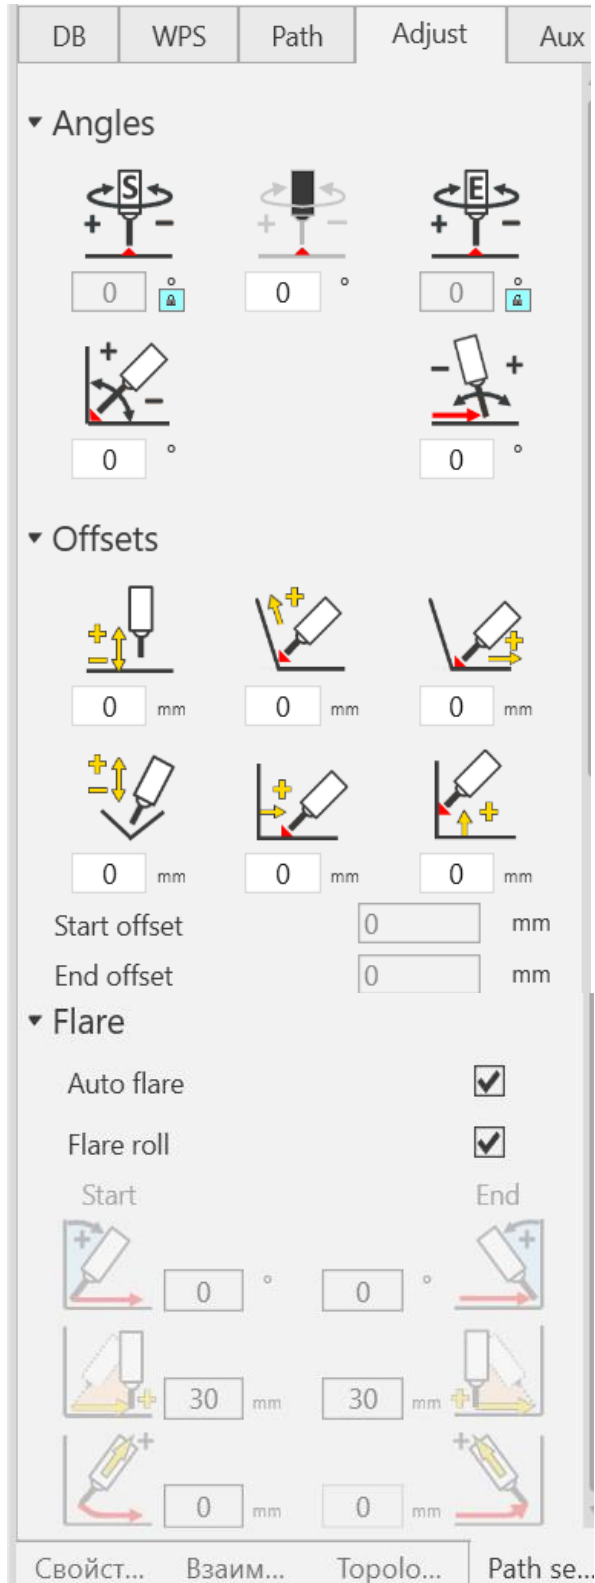 DB WPS Path Adjust Aux
Angles
S E
+ - + - + -
0 ° 0 ° 0 °
+ - - +
0 ° 0 °
Offsets
+ - + +
0 mm 0 mm 0 mm
+ - + +
0 mm 0 mm 0 mm
Start offset 0 mm
End offset 0 mm
Flare
Auto flare
Flare roll
Start End
+ 0 ° 0 ° +
+ 30 mm 30 mm +
+ 0 mm 0 mm +
Свойст... Взаим... Topolo... Path se...